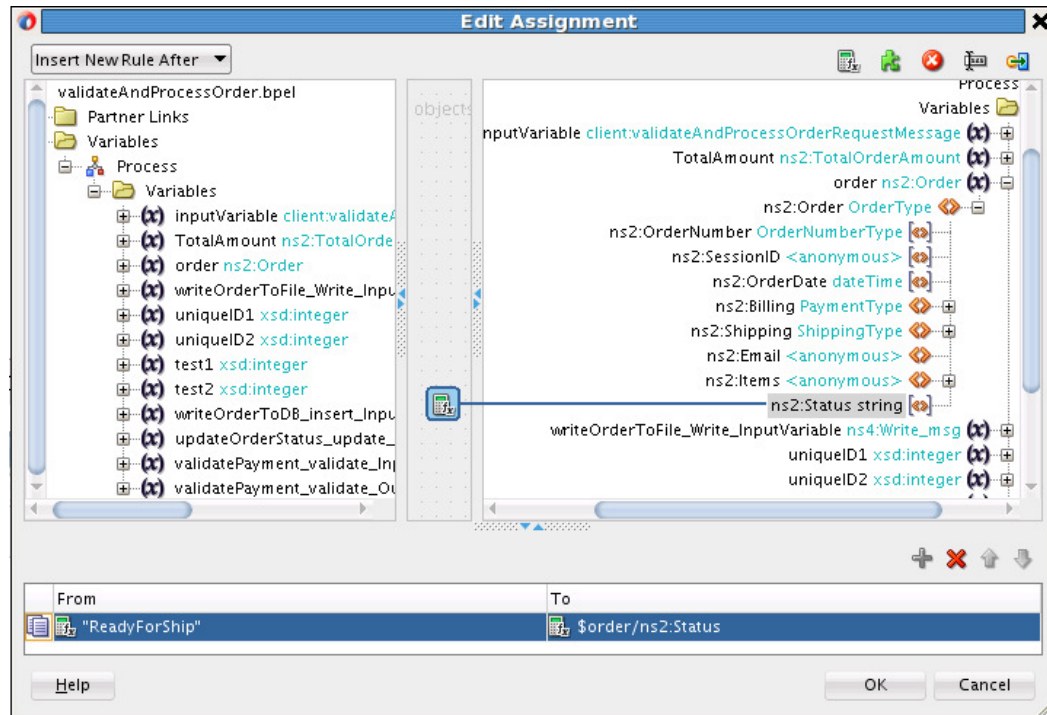 Edit Assignment
Insert New Rule After
validateAndProcessOrder.bpel
Partner Links
Variables
Process
Variables
inputVariable client:validateA
TotalAmount ns2:TotalOrde
order ns2:Order
writeOrderToFile_Write_Inpu
uniqueID1 xsd:integer
uniqueID2 xsd:integer
test1 xsd:integer
test2 xsd:integer
writeOrderToDB_insert_Inpu
updateOrderStatus_update_
validatePayment_validate_In
validatePayment_validate_Ou
objects
Process
Variables
nputVariable client:validateAndProcessOrderRequestMessage
TotalAmount ns2:TotalOrderAmount
order ns2:Order
ns2:Order OrderType
ns2:OrderNumber OrderNumberType
ns2:SessionID <anonymous>
ns2:OrderDate dateTime
ns2:Billing PaymentType
ns2:Shipping ShippingType
ns2:Email <anonymous>
ns2:Items <anonymous>
ns2:Status string
writeOrderToFile_Write_InputVariable ns4:Write_msg
uniqueID1 xsd:integer
uniqueID2 xsd:integer
From To
"ReadyForShip" $order/ns2:Status
Help OK Cancel